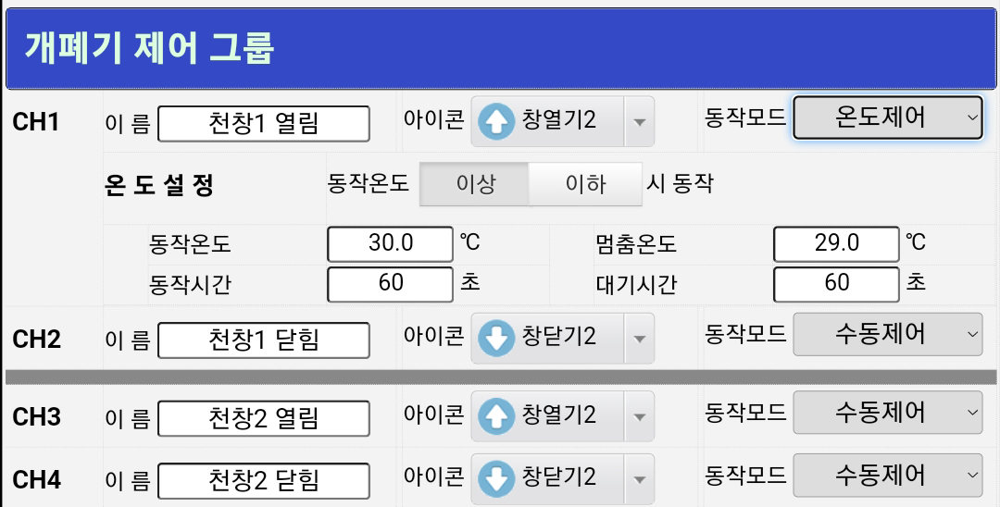 개폐기 제어 그룹
CH1 이 름 천창1 열림 아이콘 창열기2 동작모드 온도제어
온 도 설 정 동작온도 이상 이하 시 동작
동작온도 30.0 ℃ 멈춤온도 29.0 ℃
동작시간 60 초 대기시간 60 초
CH2 이 름 천창1 닫힘 아이콘 창닫기2 동작모드 수동제어
CH3 이 름 천창2 열림 아이콘 창열기2 동작모드 수동제어
CH4 이 름 천창2 닫힘 아이콘 창닫기2 동작모드 수동제어